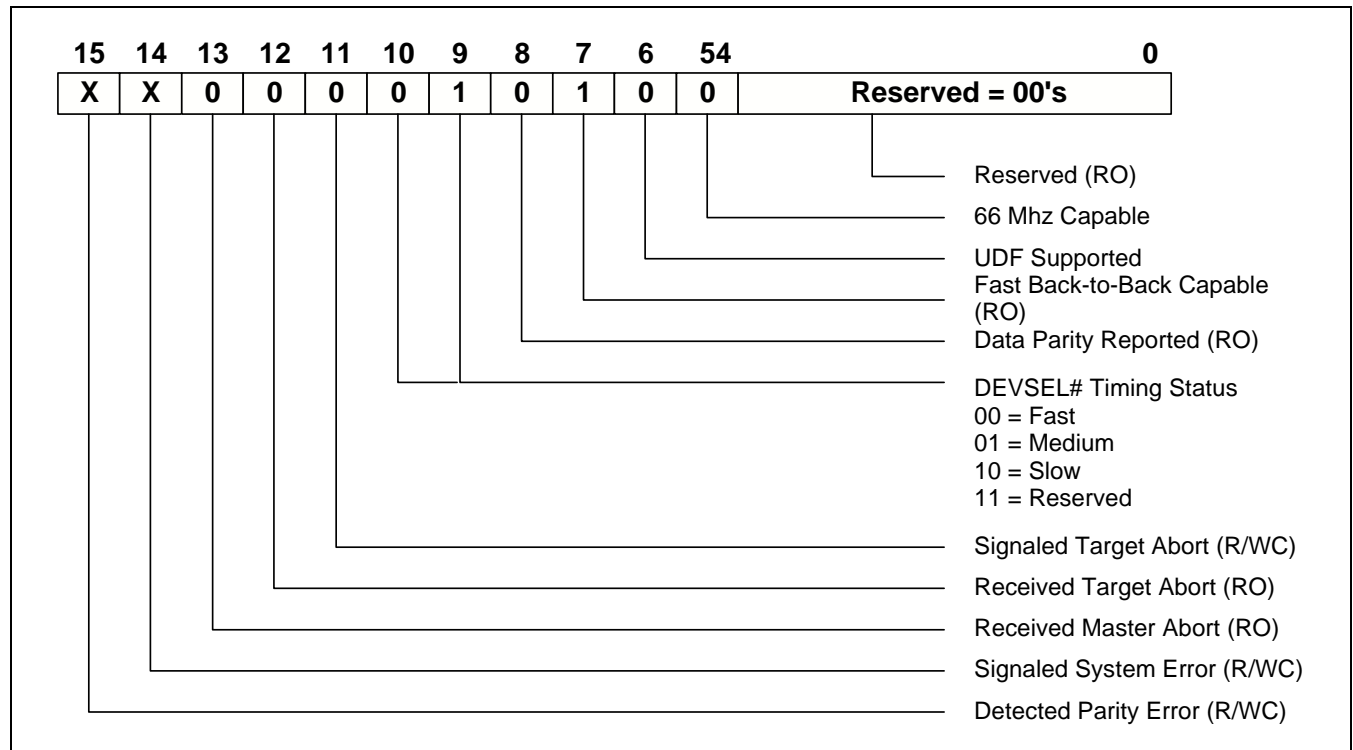 15 14 13 12 11 10 9 8 7 6 54 0
X X 0 0 0 0 1 0 1 0 0 Reserved = 00's
Reserved (RO)
66 Mhz Capable
UDF Supported
Fast Back-to-Back Capable
(RO)
Data Parity Reported (RO)
DEVSEL# Timing Status
00 = Fast
01 = Medium
10 = Slow
11 = Reserved
Signaled Target Abort (R/WC)
Received Target Abort (RO)
Received Master Abort (RO)
Signaled System Error (R/WC)
Detected Parity Error (R/WC)